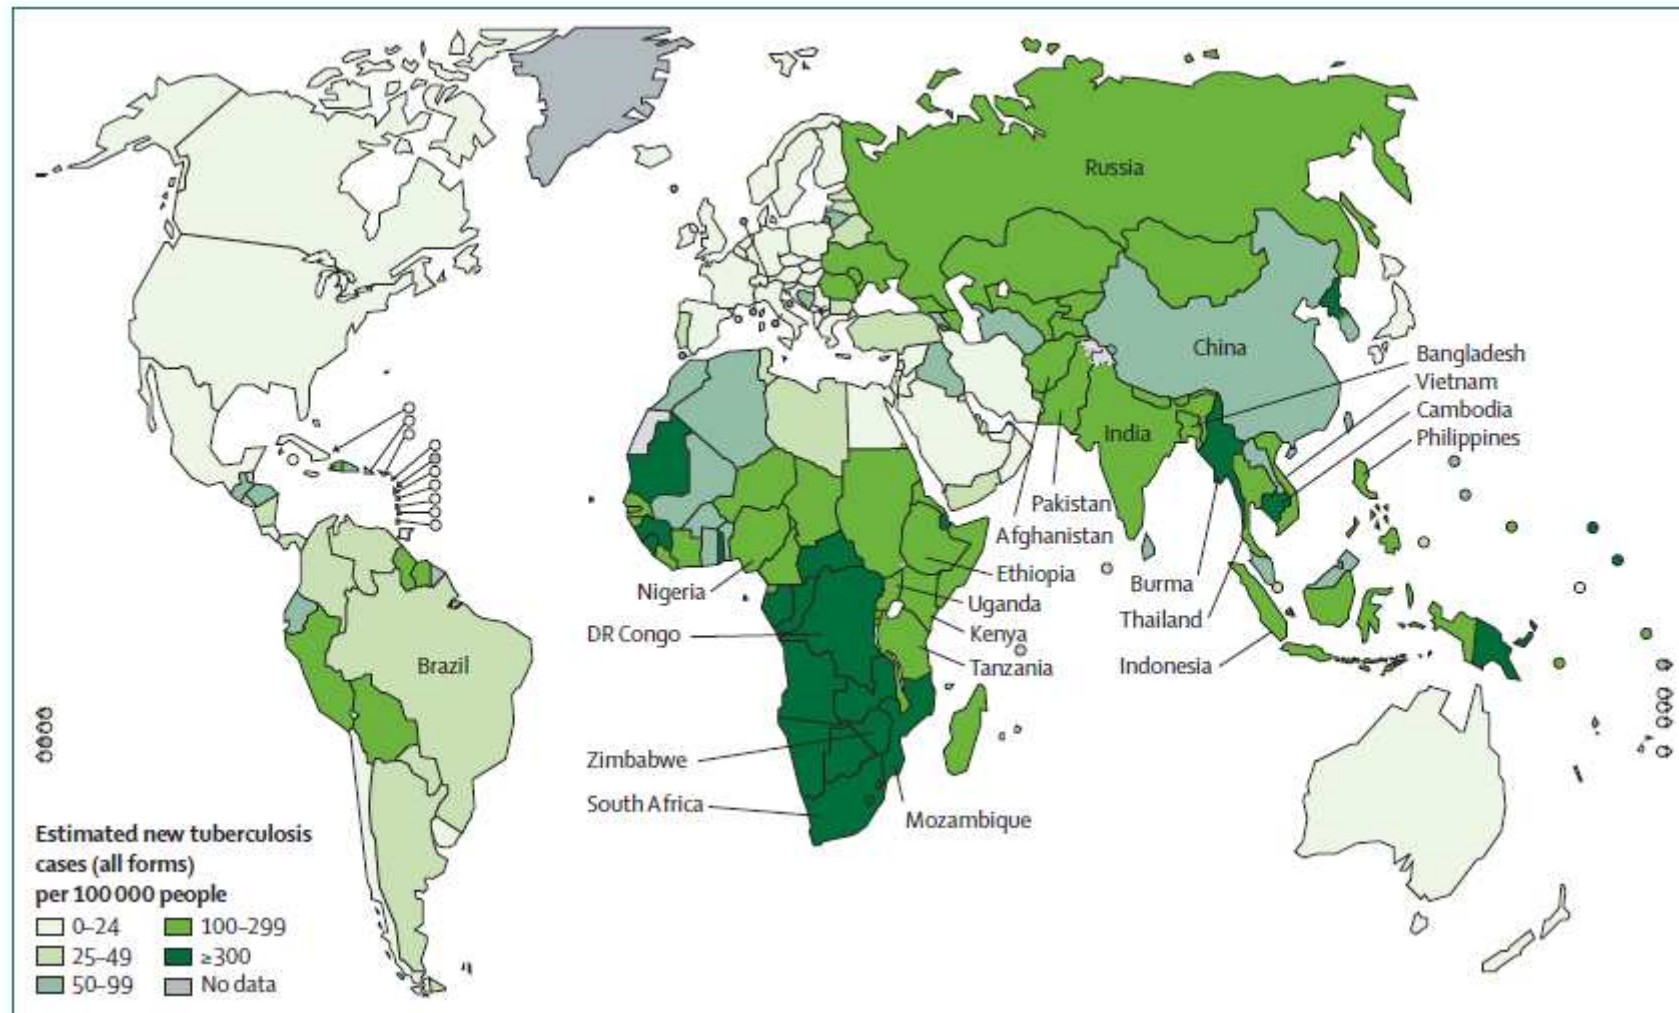 Russia
China
Bangladesh
Vietnam
Cambodia
Philippines
India
Pakistan
Afghanistan
Ethiopia
Nigeria
Burma
Uganda
Thailand
DR Congo
Kenya
Brazil
Tanzania
Indonesia
Zimbabwe
South Africa
Mozambique
Estimated new tuberculosis
cases (all forms)
per 100 000 people
0–24
100–299
25–49
≥300
50–99
No data